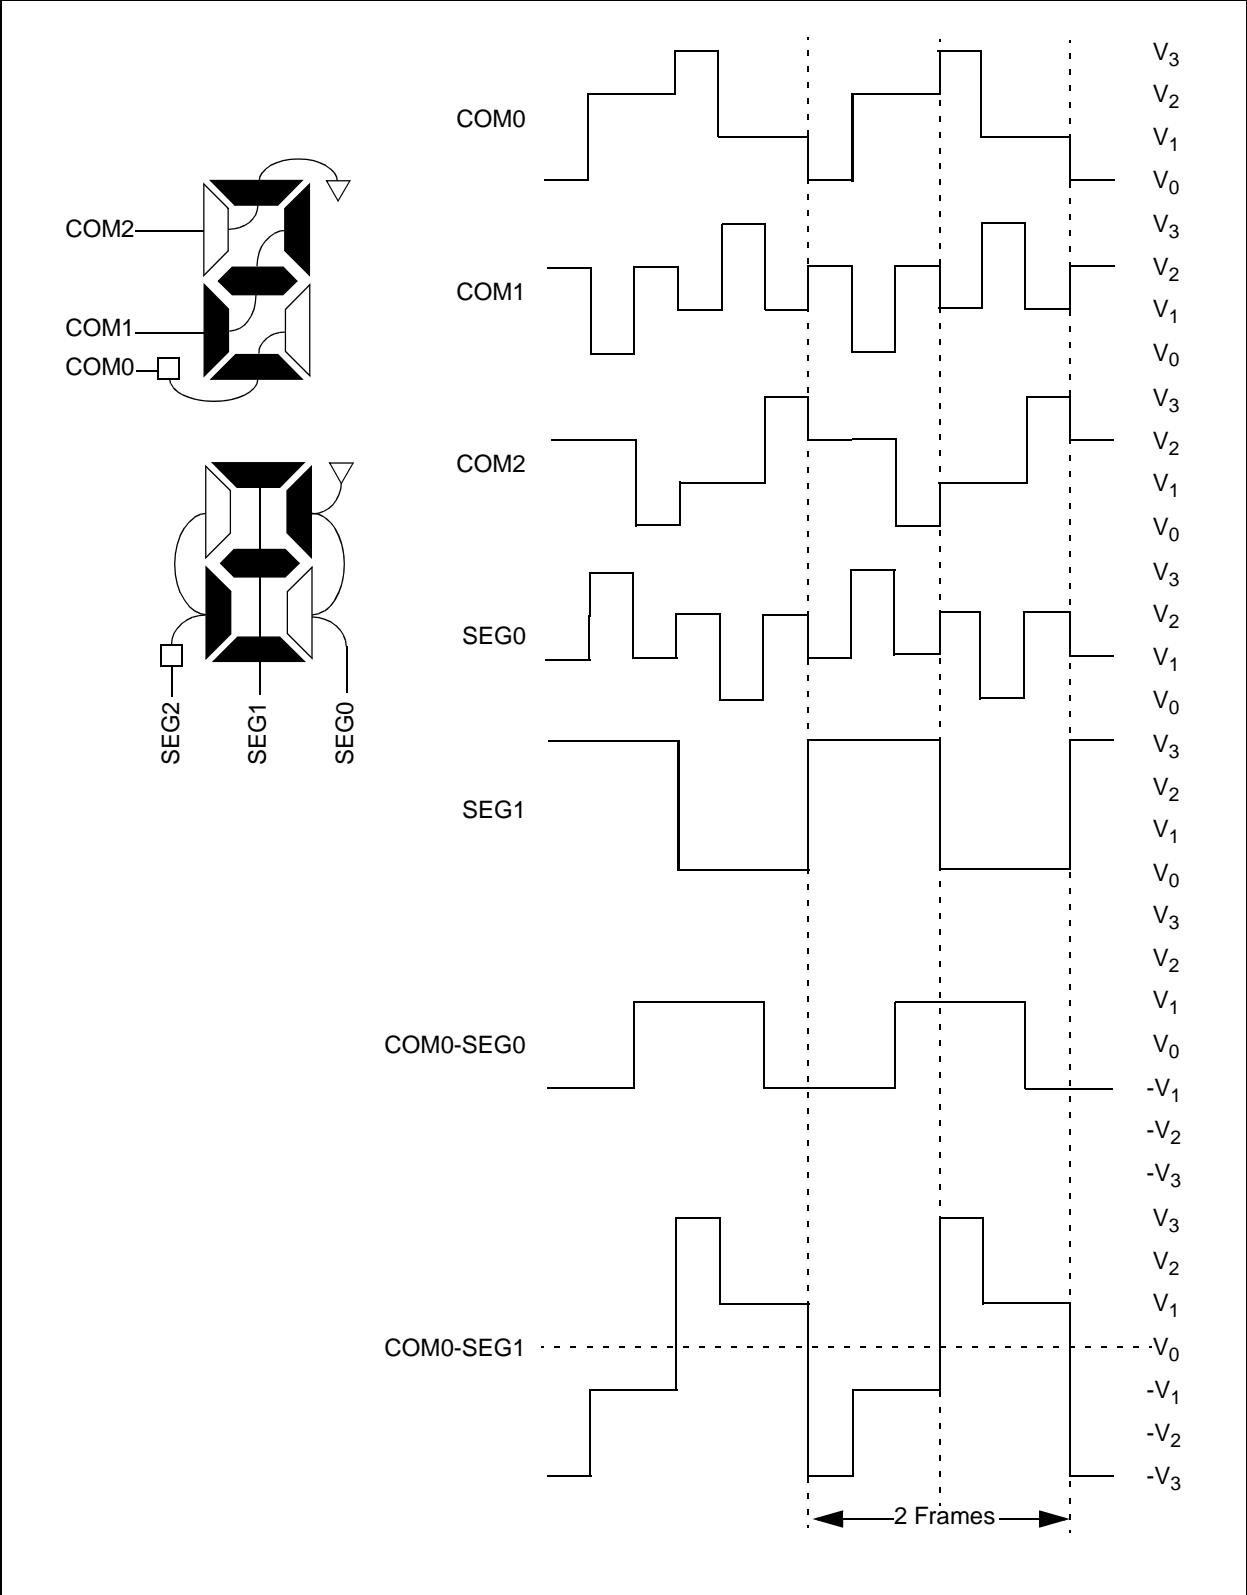 COM2
COM1
COM0
SEG2
SEG1
SEG0
COM0
V3
V2
V1
V0
COM1
V3
V2
V1
V0
COM2
V3
V2
V1
V0
SEG0
V3
V2
V1
V0
SEG1
V3
V2
V1
V0
COM0-SEG0
V3
V2
V1
V0
-V1
-V2
-V3
COM0-SEG1
V3
V2
V1
V0
-V1
-V2
-V3
2 Frames